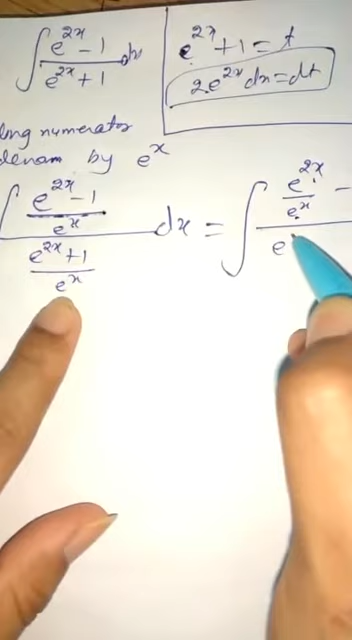 ∫ (e^{2x} - 1)/(e^{2x} + 1) dx
e^{2x} + 1 = t
2e^{2x} dx = dt
numerator
denom by e^x
∫ ((e^{2x} - 1)/e^x)/((e^{2x} + 1)/e^x) dx = ∫ (e^{2x}/e^x -)/(e